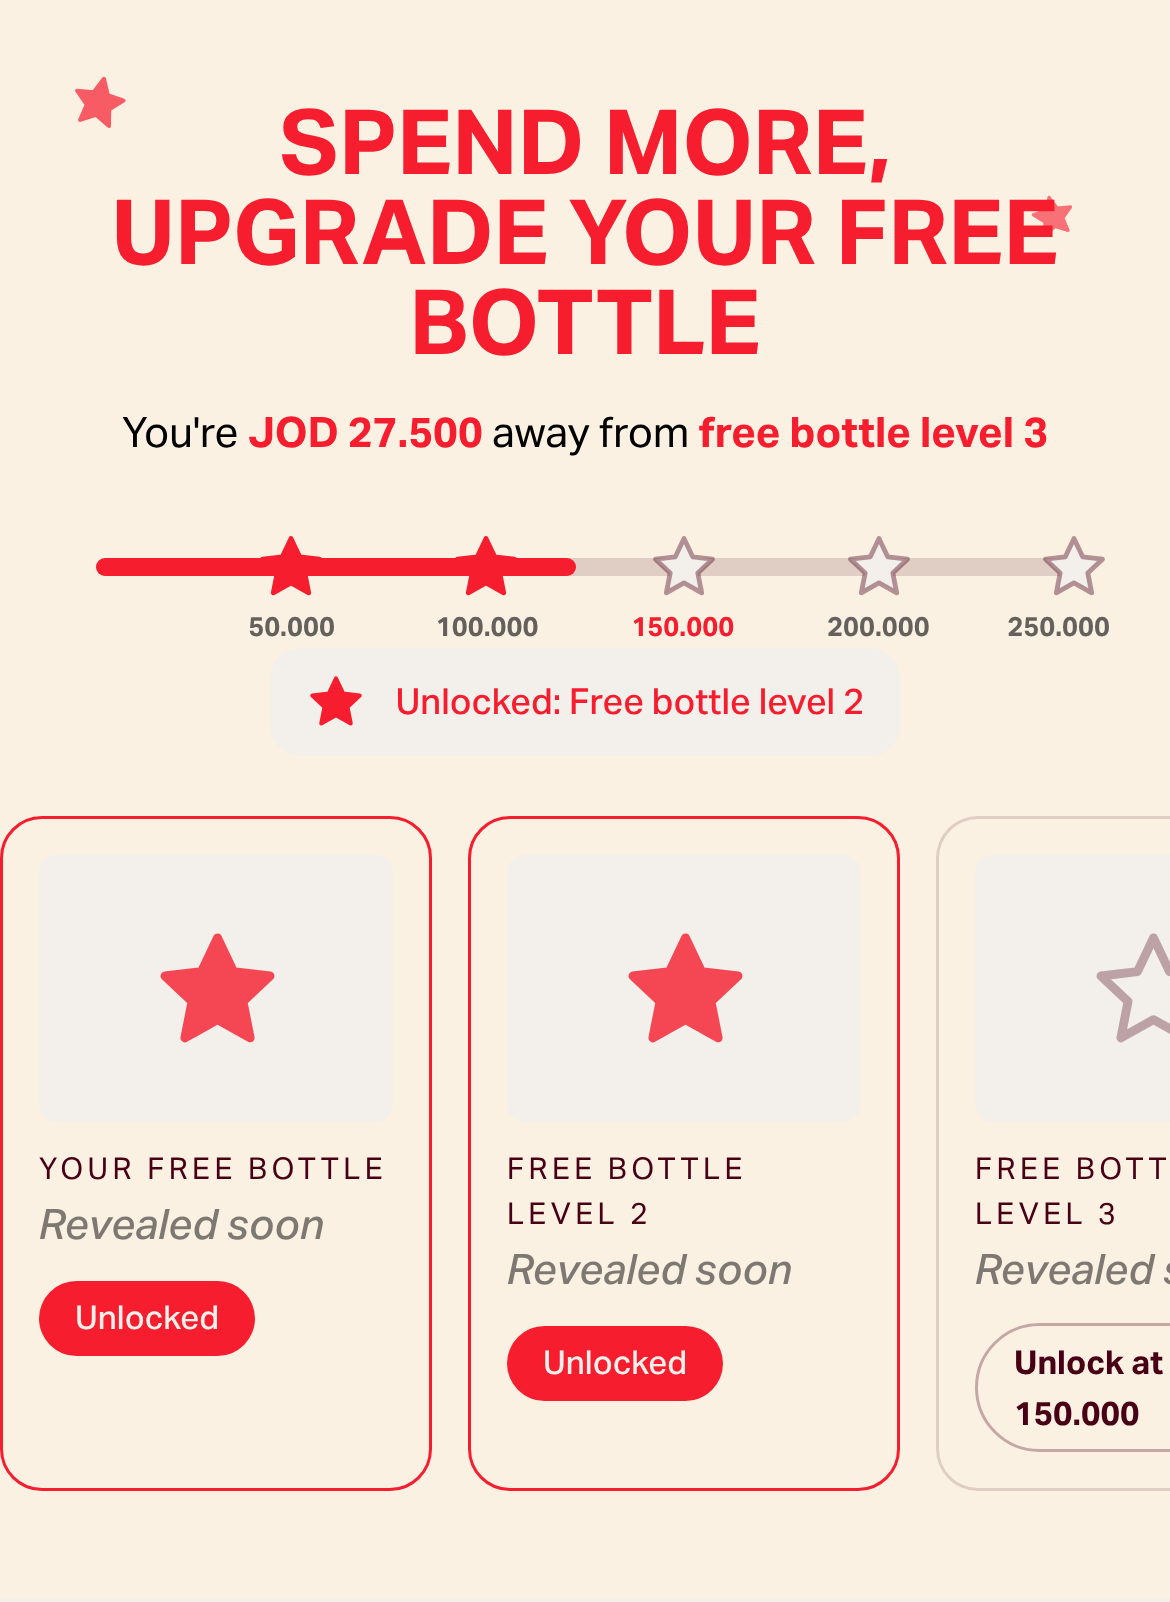 SPEND MORE,
UPGRADE YOUR FREE
BOTTLE
You're JOD 27.500 away from free bottle level 3
50.000
100.000
150.000
200.000
250.000
Unlocked: Free bottle level 2
YOUR FREE BOTTLE
Revealed soon
Unlocked
FREE BOTTLE
LEVEL 2
Revealed soon
Unlocked
FREE BOTT
LEVEL 3
Revealed
Unlock at
150.000